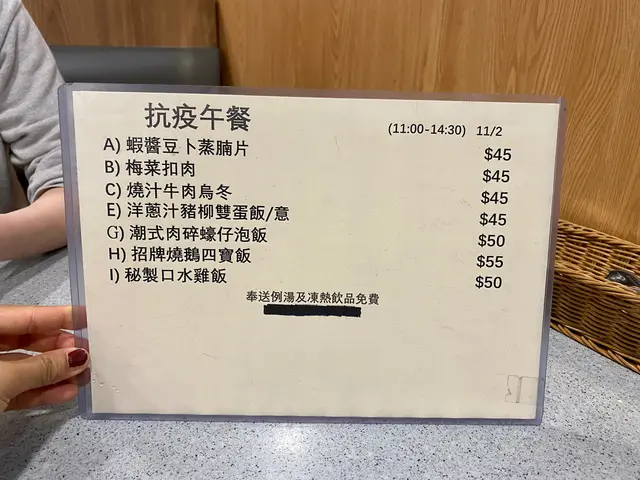 抗疫午餐 (11:00-14:30) 11/2
A) 蝦醬豆卜蒸腩片 $45
B) 梅菜扣肉 $45
C) 燒汁牛肉烏冬 $45
E) 洋蔥汁豬柳雙蛋飯/意 $45
G) 潮式肉碎蠔仔泡飯 $50
H) 招牌燒鵝四寶飯 $55
I) 秘製口水雞飯 $50
奉送例湯及凍熱飲品免費